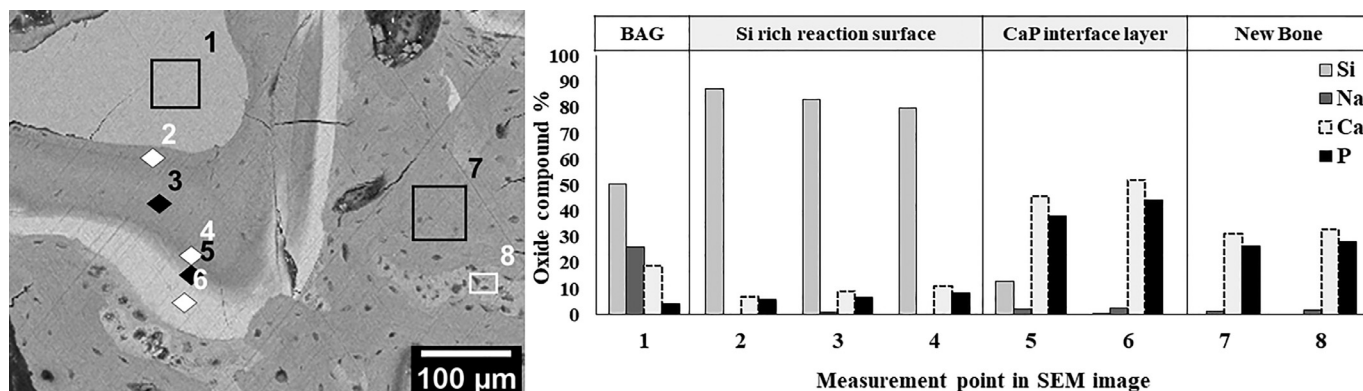 1
2
3
4
5
6
7
8
100 µm
BAG Si rich reaction surface CaP interface layer New Bone
Oxide compound %
100
90
80
70
60
50
40
30
20
10
0
Si
Na
Ca
P
1 2 3 4 5 6 7 8
Measurement point in SEM image